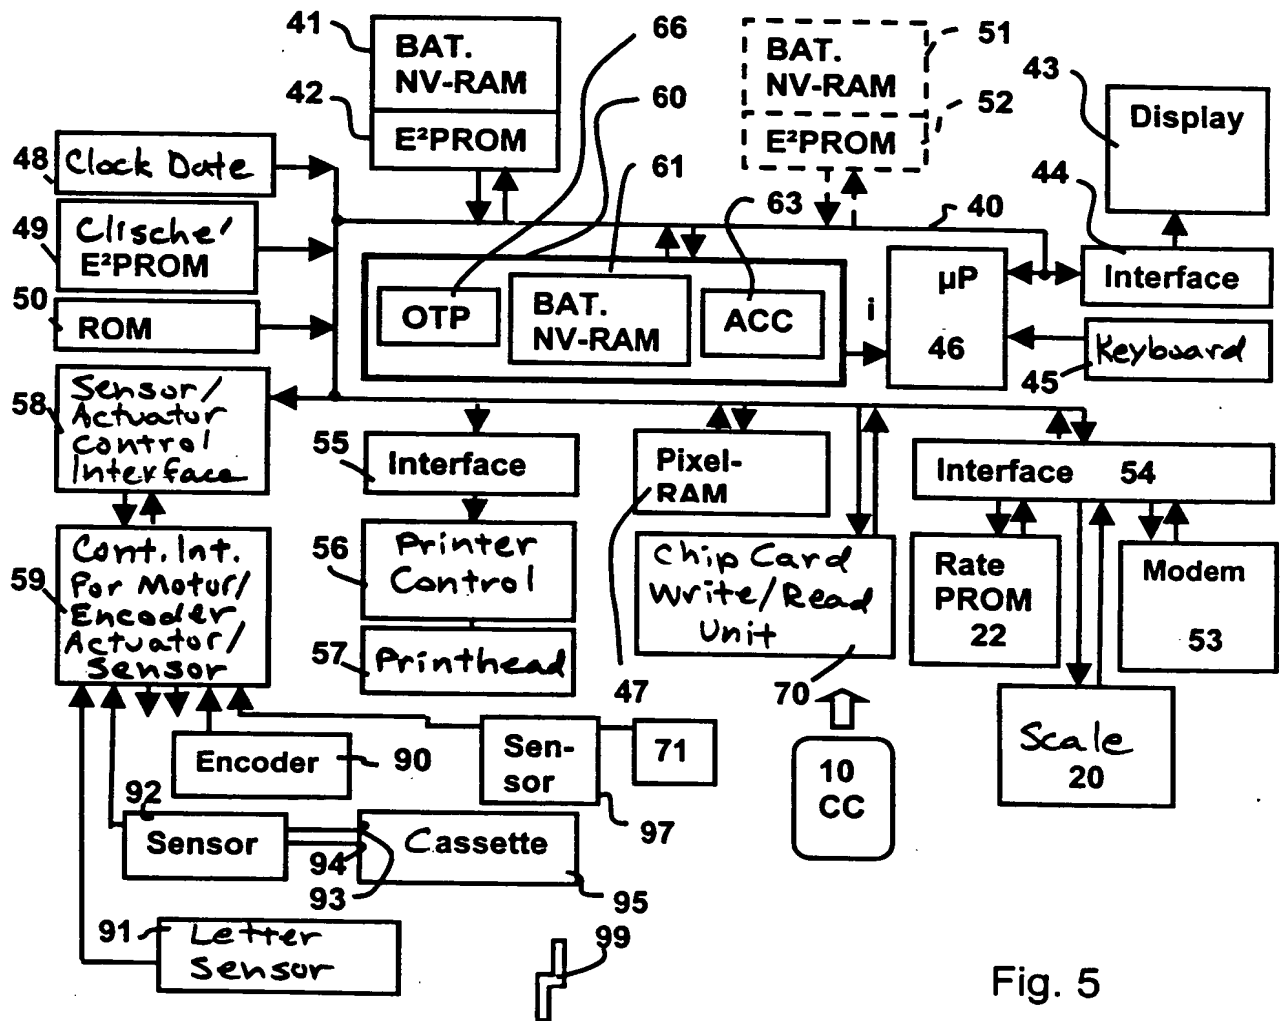 41
BAT.
NV-RAM
42
E²PROM
66
60
61
63
BAT.
NV-RAM
51
E²PROM
52
43
Display
44
Interface
40
48
Clock Date
49
Clische/
E²PROM
50
ROM
OTP
BAT.
NV-RAM
ACC
i
µP
46
45
Keyboard
58
Sensor/
Actuator
Control
Interface
55
Interface
Pixel-
RAM
47
Interface 54
59
Cont. Int.
For Motor/
Encoder
Actuator/
Sensor
56
Printer
Control
57
Printhead
Chip Card
Write/Read
Unit
70
Rate
PROM
22
Modem
53
Scale
20
10
CC
Encoder
90
Sen-
sor
71
97
92
Sensor
94
93
Cassette
95
91
Letter
Sensor
99
Fig. 5